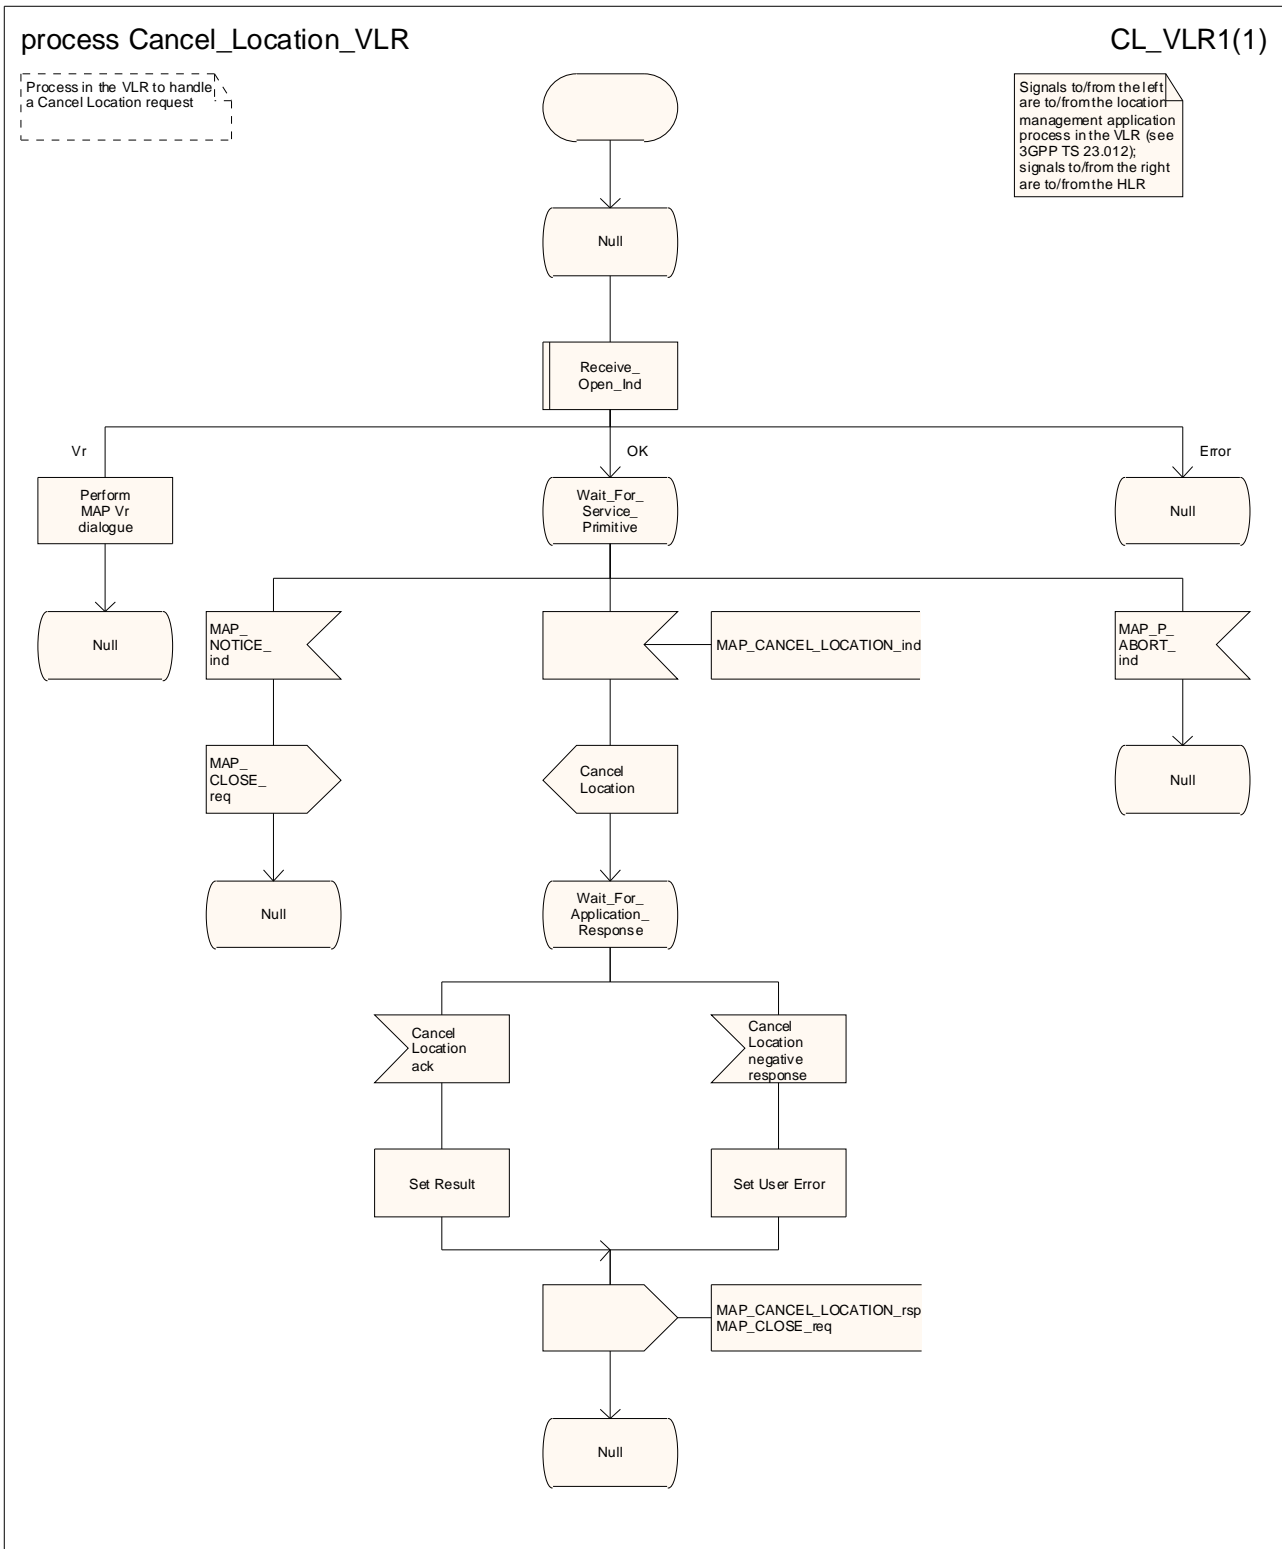 process Cancel_Location_VLR
CL_VLR1(1)
Process in the VLR to handle
a Cancel Location request
Signals to/from the left
are to/from the location
management application
process in the VLR (see
3GPP TS 23.012);
signals to/from the right
are to/from the HLR
Null
Receive_
Open_Ind
Vr
OK
Error
Perform
MAP Vr
dialogue
Wait_For_
Service_
Primitive
Null
Null
MAP_
NOTICE_
ind
MAP_CANCEL_LOCATION_ind
MAP_P_
ABORT_
ind
MAP_
CLOSE_
req
Cancel
Location
Null
Null
Wait_For_
Application_
Response
Cancel
Location
ack
Cancel
Location
negative
response
Set Result
Set User Error
MAP_CANCEL_LOCATION_rsp
MAP_CLOSE_req
Null